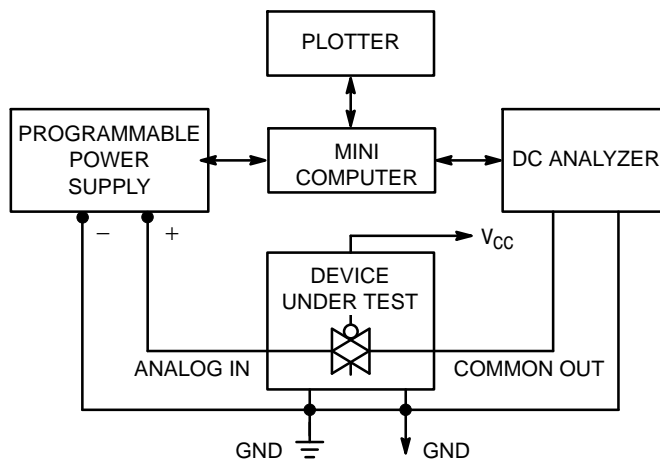 PLOTTER
PROGRAMMABLE
POWER
SUPPLY
MINI
COMPUTER
DC ANALYZER
− +
VCC
DEVICE
UNDER TEST
ANALOG IN
COMMON OUT
GND
GND